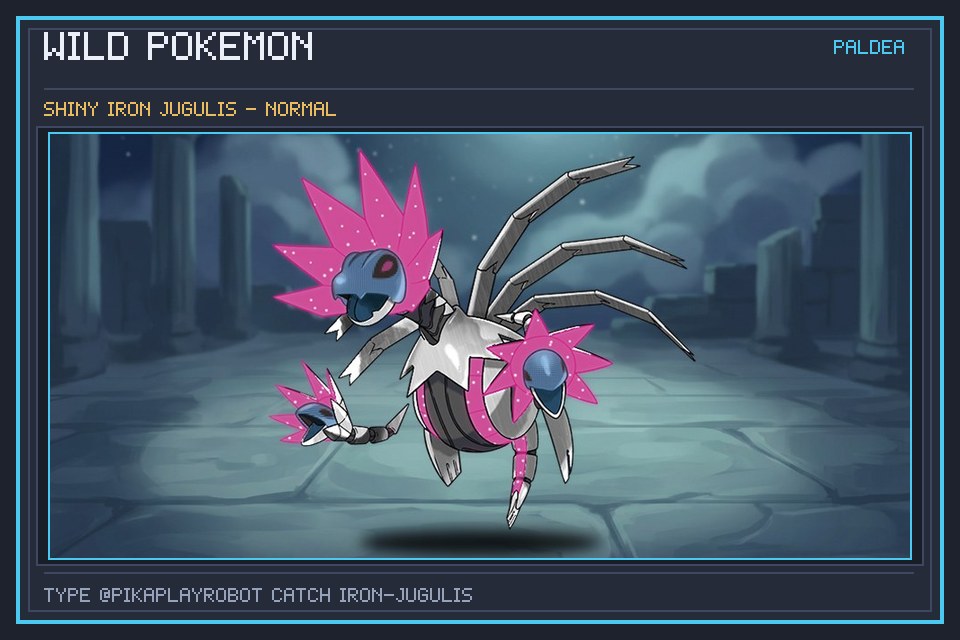 WILD POKEMON
PALDEA
SHINY IRON JUGULIS - NORMAL
TYPE @PIKAPLAYROBOT CATCH IRON-JUGULIS